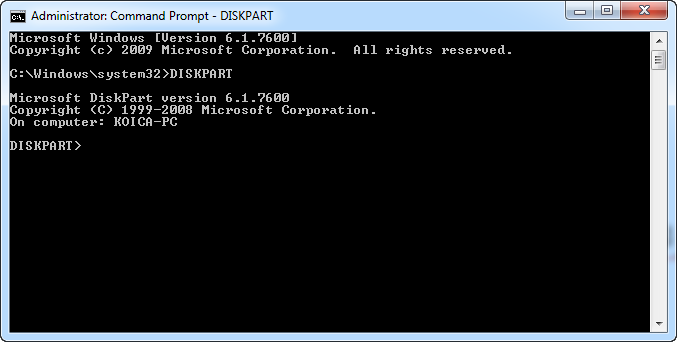 Administrator: Command Prompt - DISKPART
Microsoft Windows [Version 6.1.7600]
Copyright (c) 2009 Microsoft Corporation.  All rights reserved.
C:\Windows\system32>DISKPART
Microsoft DiskPart version 6.1.7600
Copyright (C) 1999-2008 Microsoft Corporation.
On computer: KOICA-PC
DISKPART>